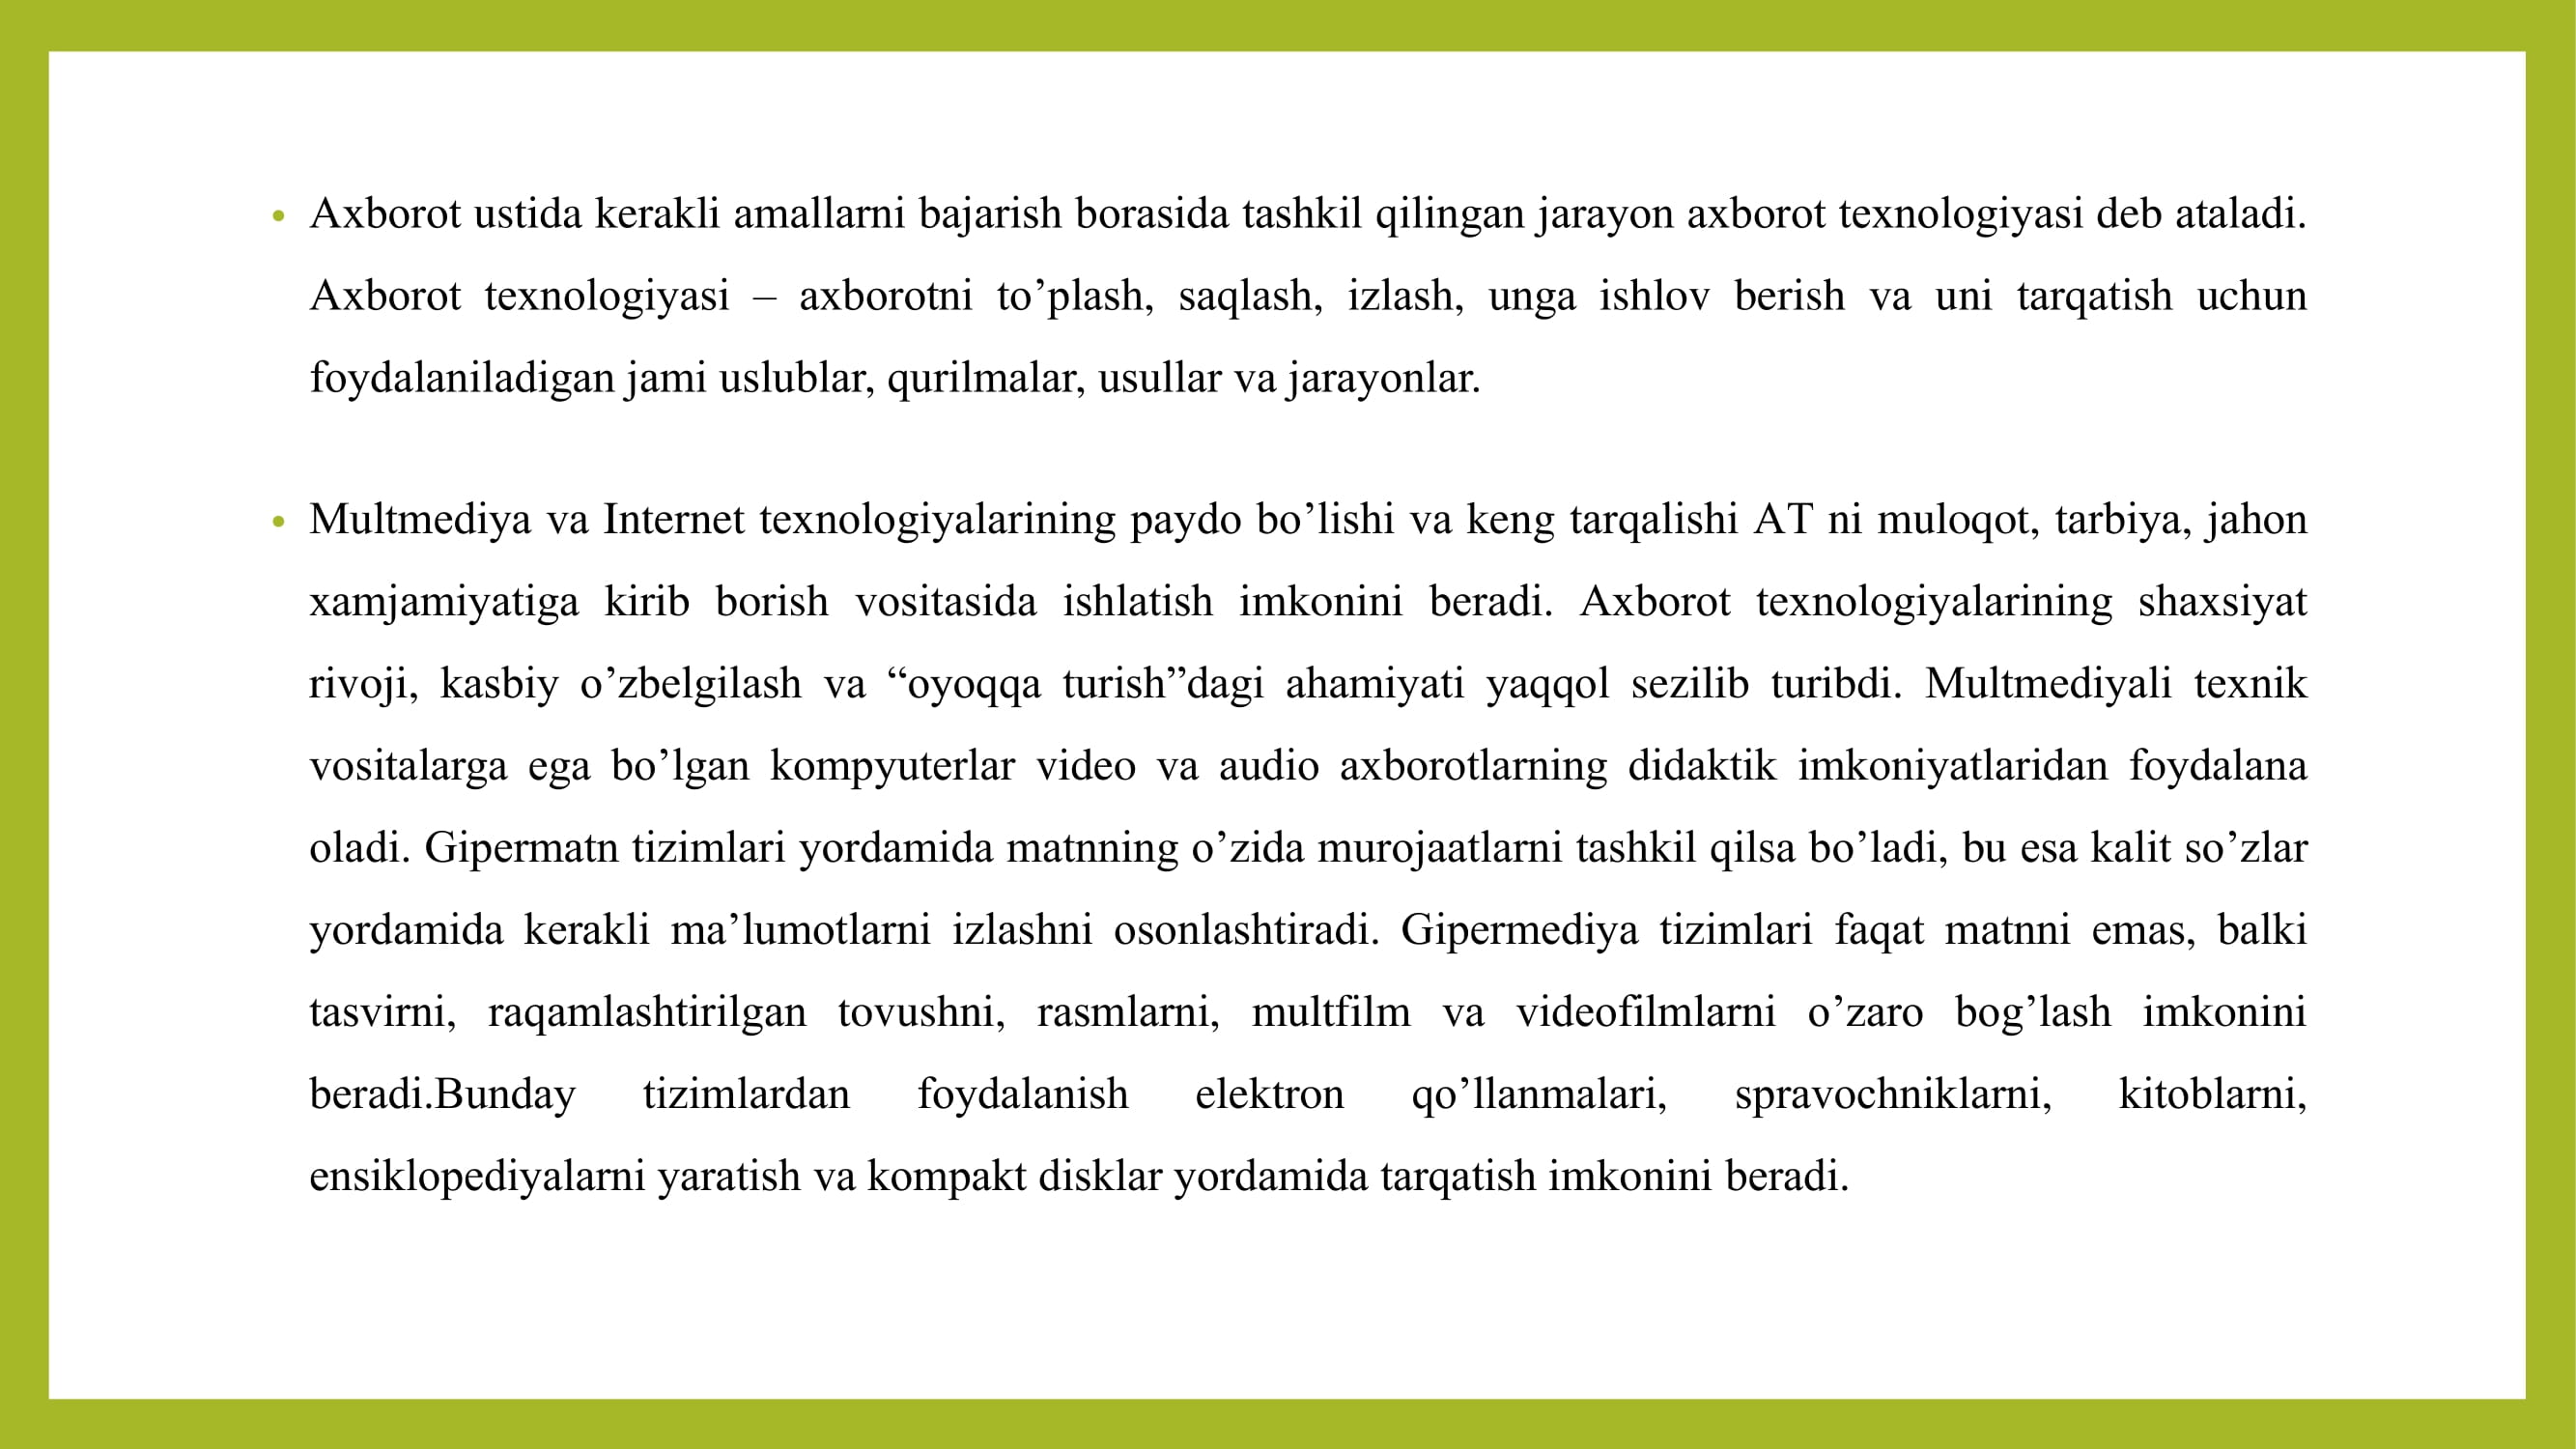 • Axborot ustida kerakli amallarni bajarish borasida tashkil qilingan jarayon axborot texnologiyasi deb ataladi.
Axborot texnologiyasi – axborotni to’plash, saqlash, izlash, unga ishlov berish va uni tarqatish uchun
foydalaniladigan jami uslublar, qurilmalar, usullar va jarayonlar.
• Multmediya va Internet texnologiyalarining paydo bo’lishi va keng tarqalishi AT ni muloqot, tarbiya, jahon
xamjamiyatiga kirib borish vositasida ishlatish imkonini beradi. Axborot texnologiyalarining shaxsiyat
rivoji, kasbiy o’zbelgilash va “oyoqqa turish”dagi ahamiyati yaqqol sezilib turibdi. Multmediyali texnik
vositalarga ega bo’lgan kompyuterlar video va audio axborotlarning didaktik imkoniyatlaridan foydalana
oladi. Gipermatn tizimlari yordamida matnning o’zida murojaatlarni tashkil qilsa bo’ladi, bu esa kalit so’zlar
yordamida kerakli ma’lumotlarni izlashni osonlashtiradi. Gipermediya tizimlari faqat matnni emas, balki
tasvirni, raqamlashtirilgan tovushni, rasmlarni, multfilm va videofilmlarni o’zaro bog’lash imkonini
beradi.Bunday tizimlardan foydalanish elektron qo’llanmalari, spravochniklarni, kitoblarni,
ensiklopediyalarni yaratish va kompakt disklar yordamida tarqatish imkonini beradi.